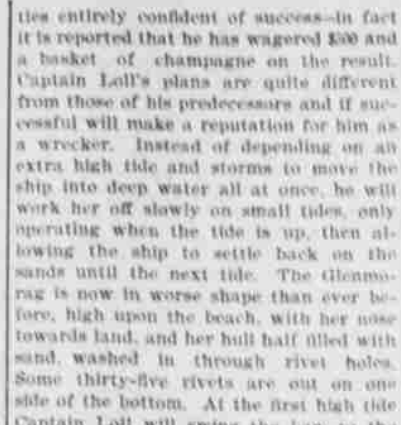 ties entirely confident of success—in fact
it is reported that he has wagered $500 and
a basket of champagne on the result.
Captain Loll's plans are quite different
from those of his predecessors and if suc-
cessful will make a reputation for him as
a wrecker. Instead of depending on an
extra high tide and storms to move the
ship into deep water all at once, he will
work her off slowly on small tides, only
operating when the tide is up, then al-
lowing the ship to settle back on the
sands until the next tide. The Glenmo-
rag is now in worse shape than ever be-
fore, high upon the beach, with her nose
towards land, and her hull half filled with
sand, washed in through rivet holes.
Some thirty-five rivets are out on one
side of the bottom. At the first high tide
Captain Loll will swing the